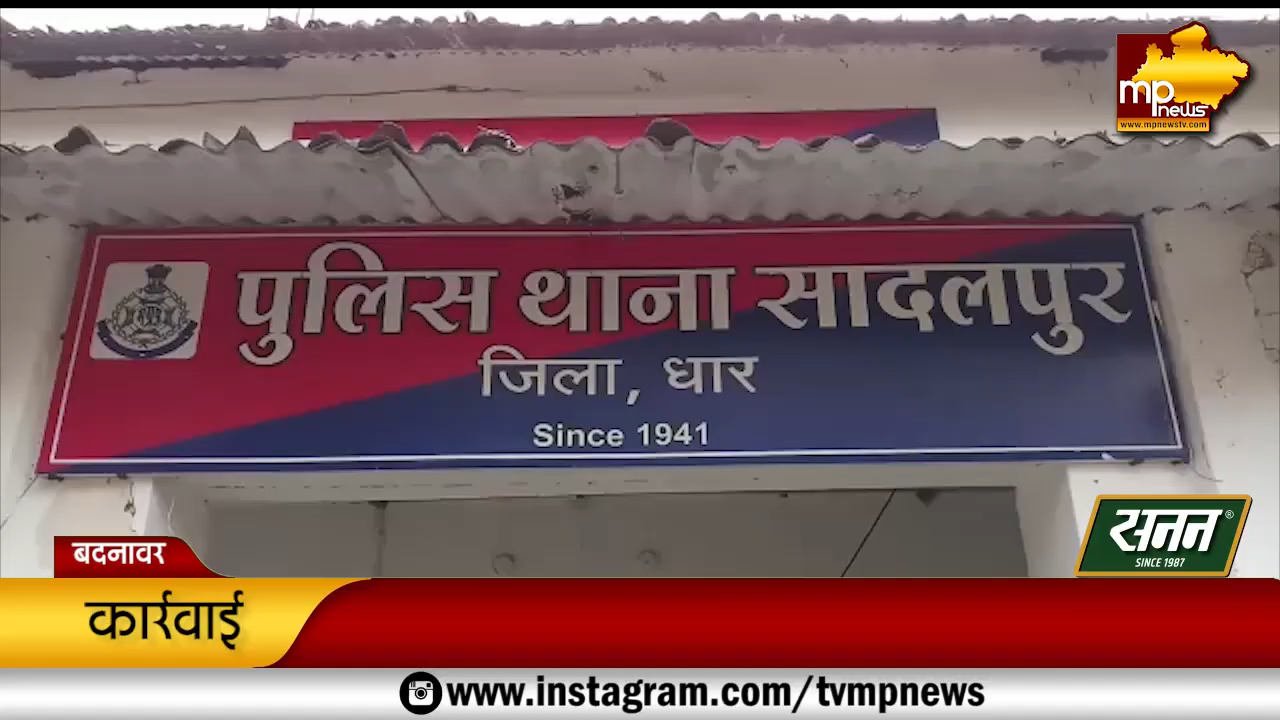 mp
news
www.mpnewstv.com
पुलिस थाना सादलपुर
जिला, धार
Since 1941
सनन®
SINCE 1987
बदनावर
कार्रवाई
www.instagram.com/tvmpnews